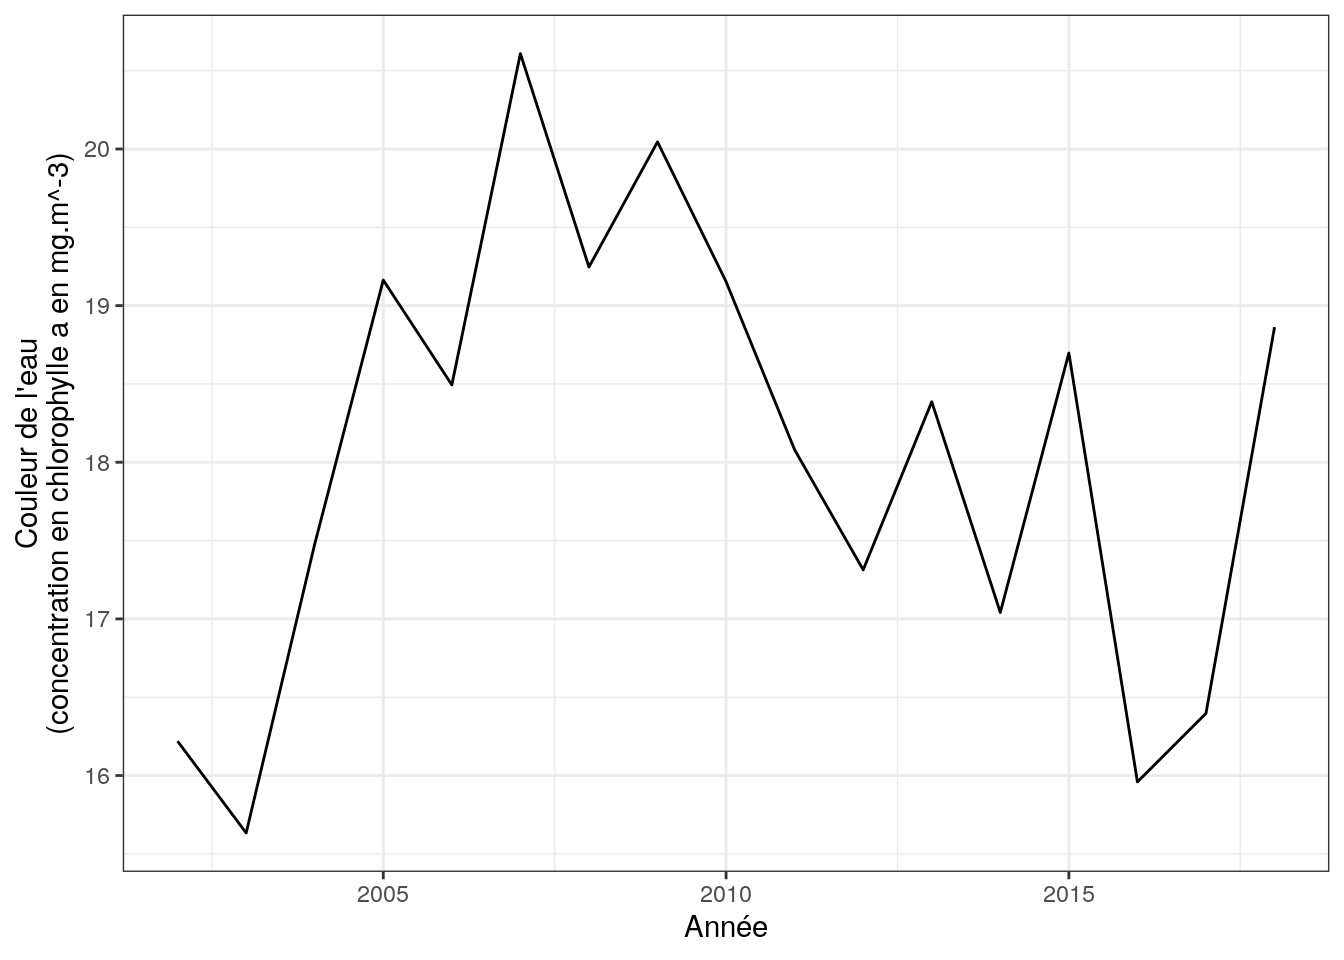 Couleur de l'eau
(concentration en chlorophylle a en mg.m^-3)
20
19
18
17
16
2005
2010
2015
Année